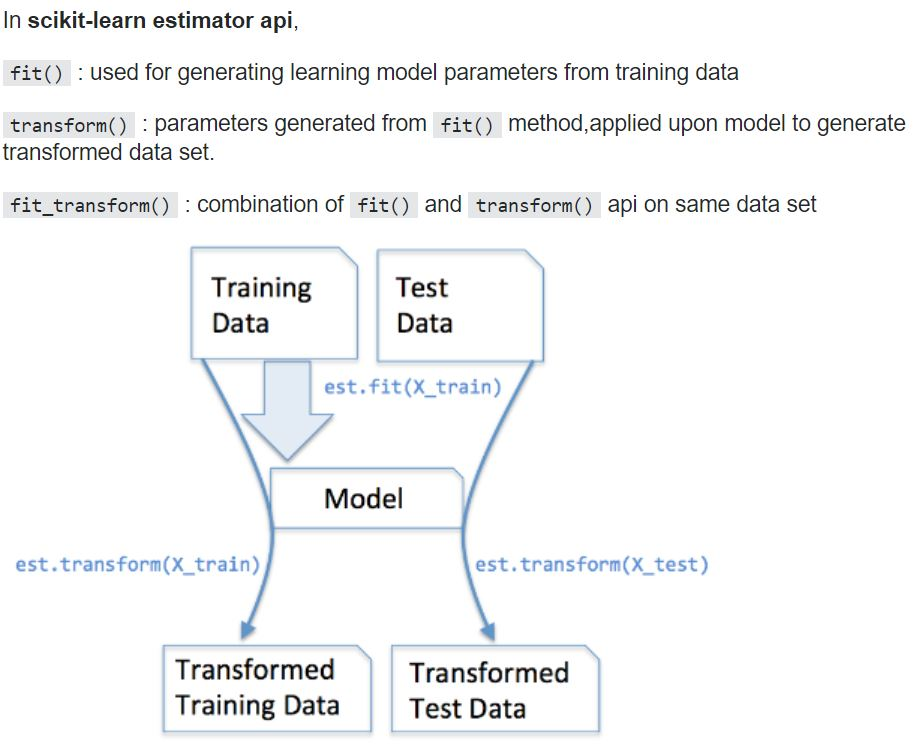 In scikit-learn estimator api,
fit() : used for generating learning model parameters from training data
transform() : parameters generated from fit() method,applied upon model to generate
transformed data set.
fit_transform() : combination of fit() and transform() api on same data set
Training
Data
Test
Data
est.fit(X_train)
Model
est.transform(X_train)
est.transform(X_test)
Transformed
Training Data
Transformed
Test Data